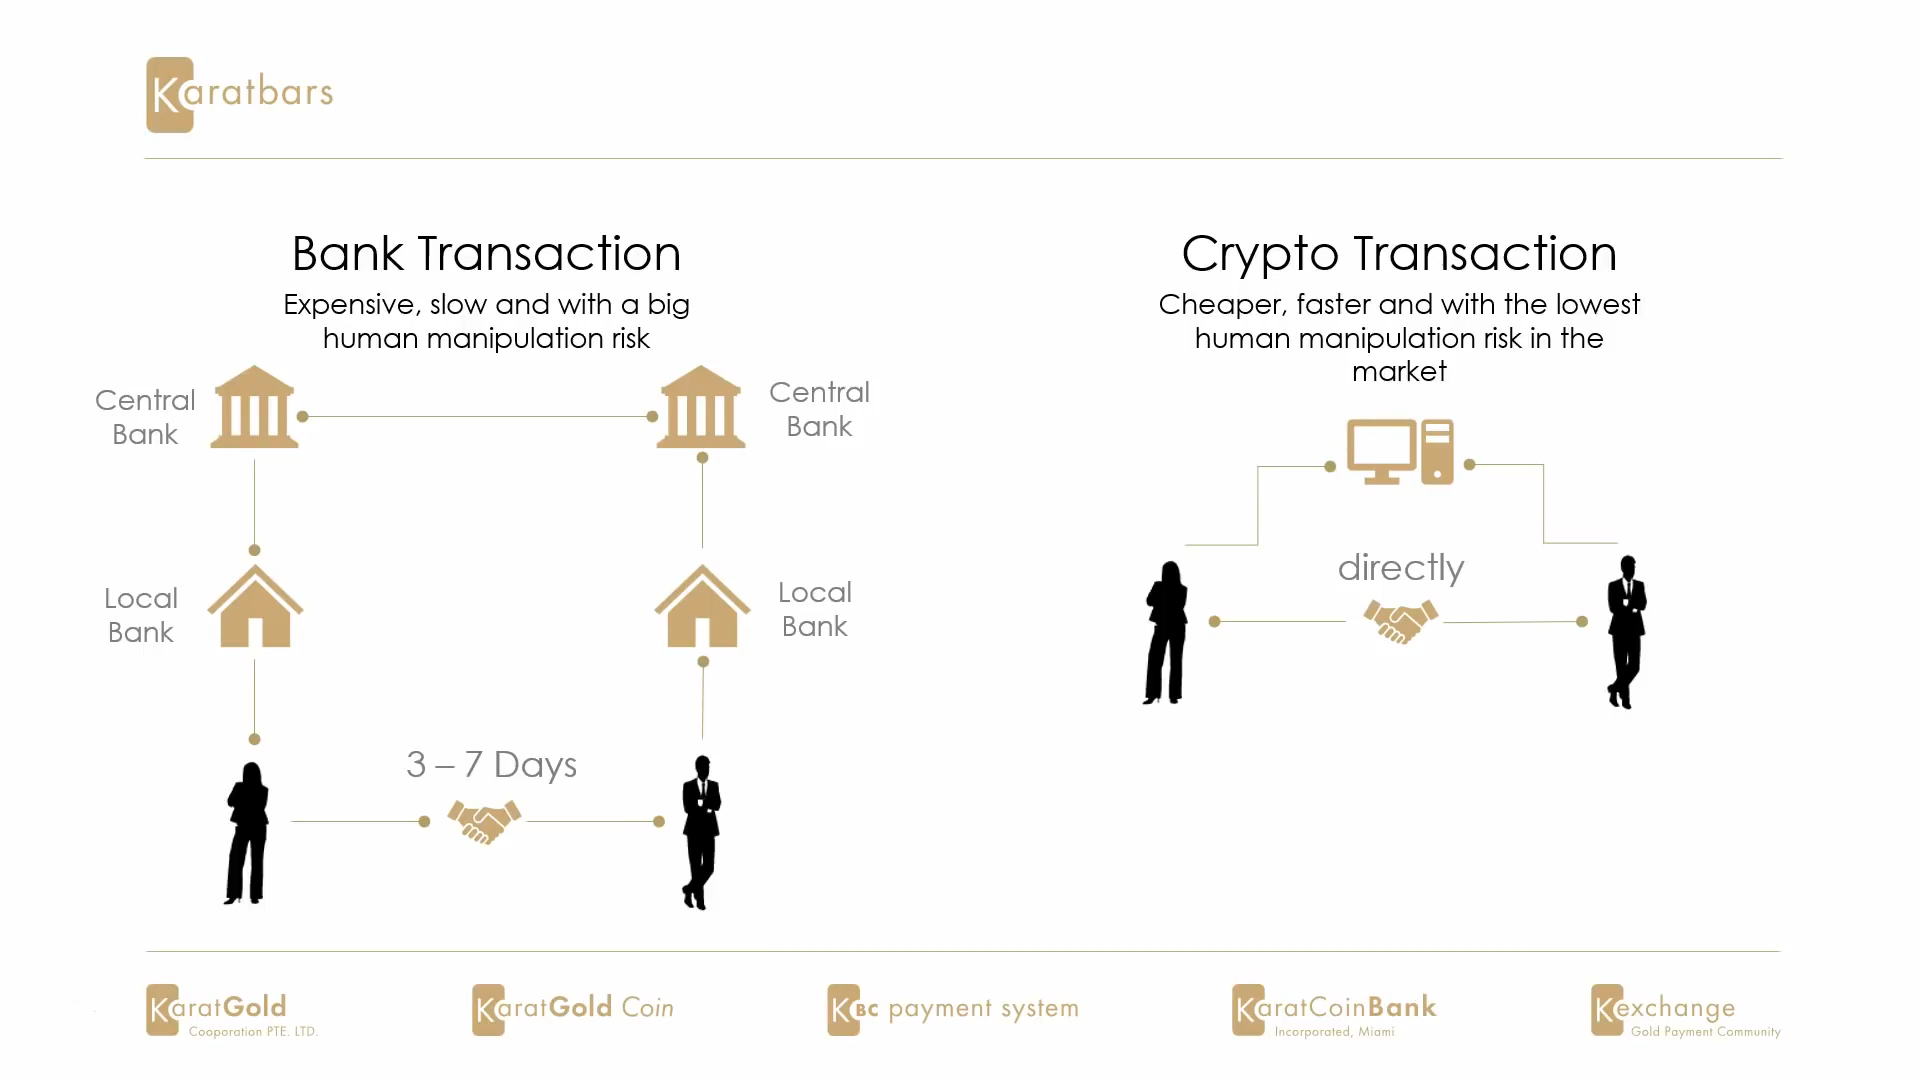 Karatbars
Bank Transaction
Expensive, slow and with a big
human manipulation risk
Central
Bank
Central
Bank
Local
Bank
Local
Bank
3 – 7 Days
Crypto Transaction
Cheaper, faster and with the lowest
human manipulation risk in the
market
directly
KaratGold
Cooporation PTE. LTD.
KaratGold Coin
KBC payment system
KaratCoinBank
Incorporated, Miami
Kexchange
Gold Payment Community